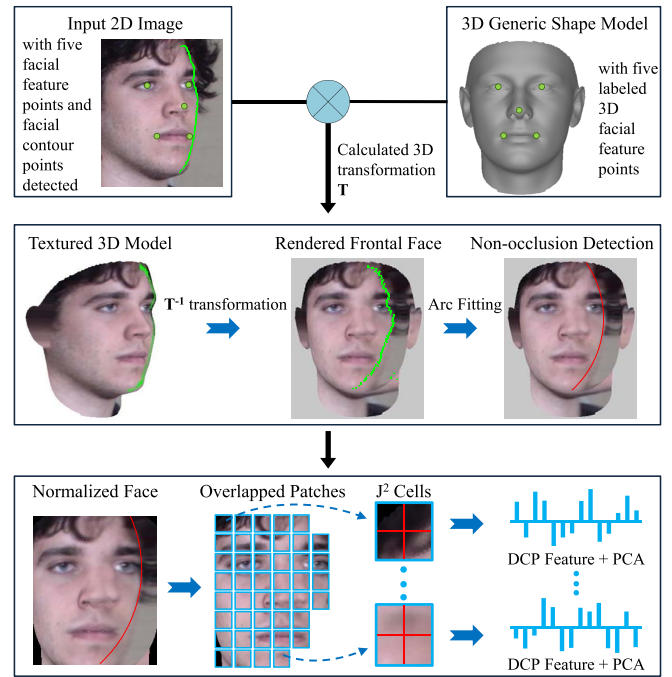 Input 2D Image
with five
facial
feature
points and
facial
contour
points
detected
3D Generic Shape Model
with five
labeled
3D
facial
feature
points
Calculated 3D
transformation
T
Textured 3D Model
T⁻¹ transformation
Rendered Frontal Face
Arc Fitting
Non-occlusion Detection
Normalized Face
Overlapped Patches
J² Cells
DCP Feature + PCA
DCP Feature + PCA